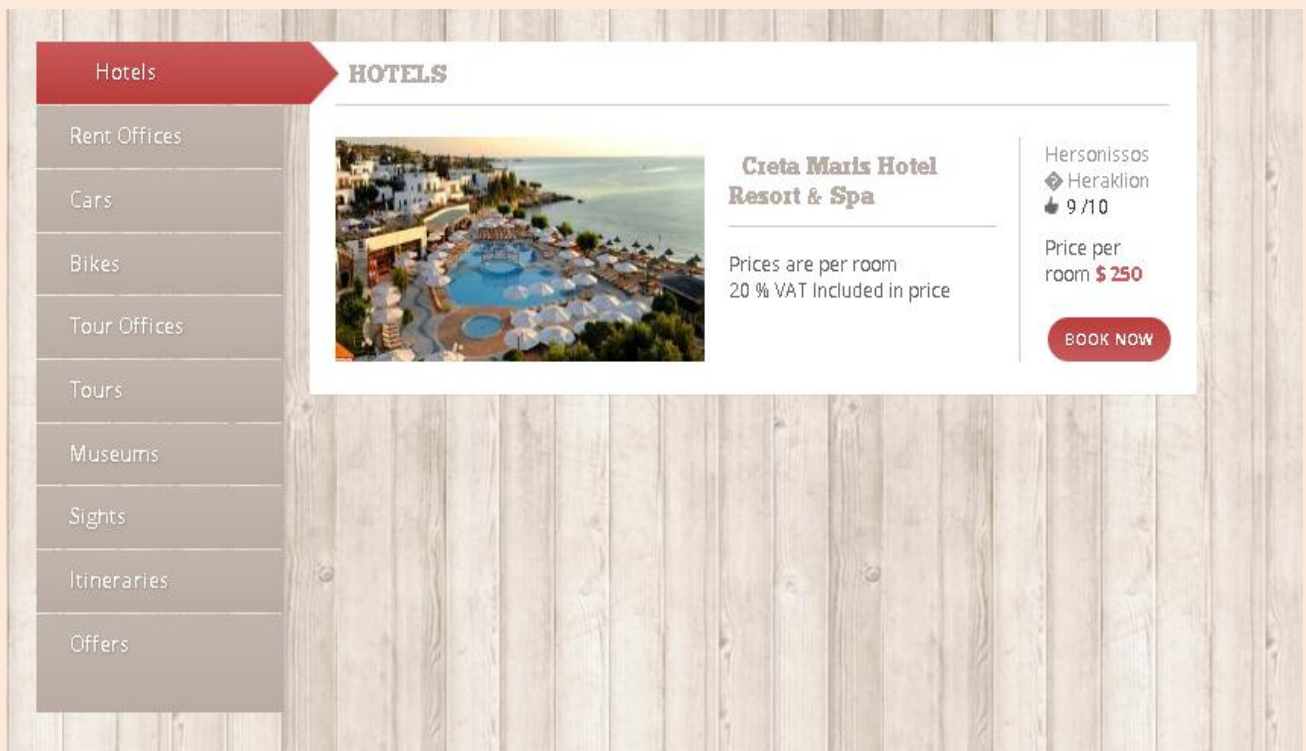 Hotels
Rent Offices
Cars
Bikes
Tour Offices
Tours
Museums
Sights
Itineraries
Offers
HOTELS
Creta Maris Hotel
Resort & Spa
Prices are per room
20 % VAT Included in price
Hersonissos
� Heraklion
9 /10
Price per
room $ 250
BOOK NOW